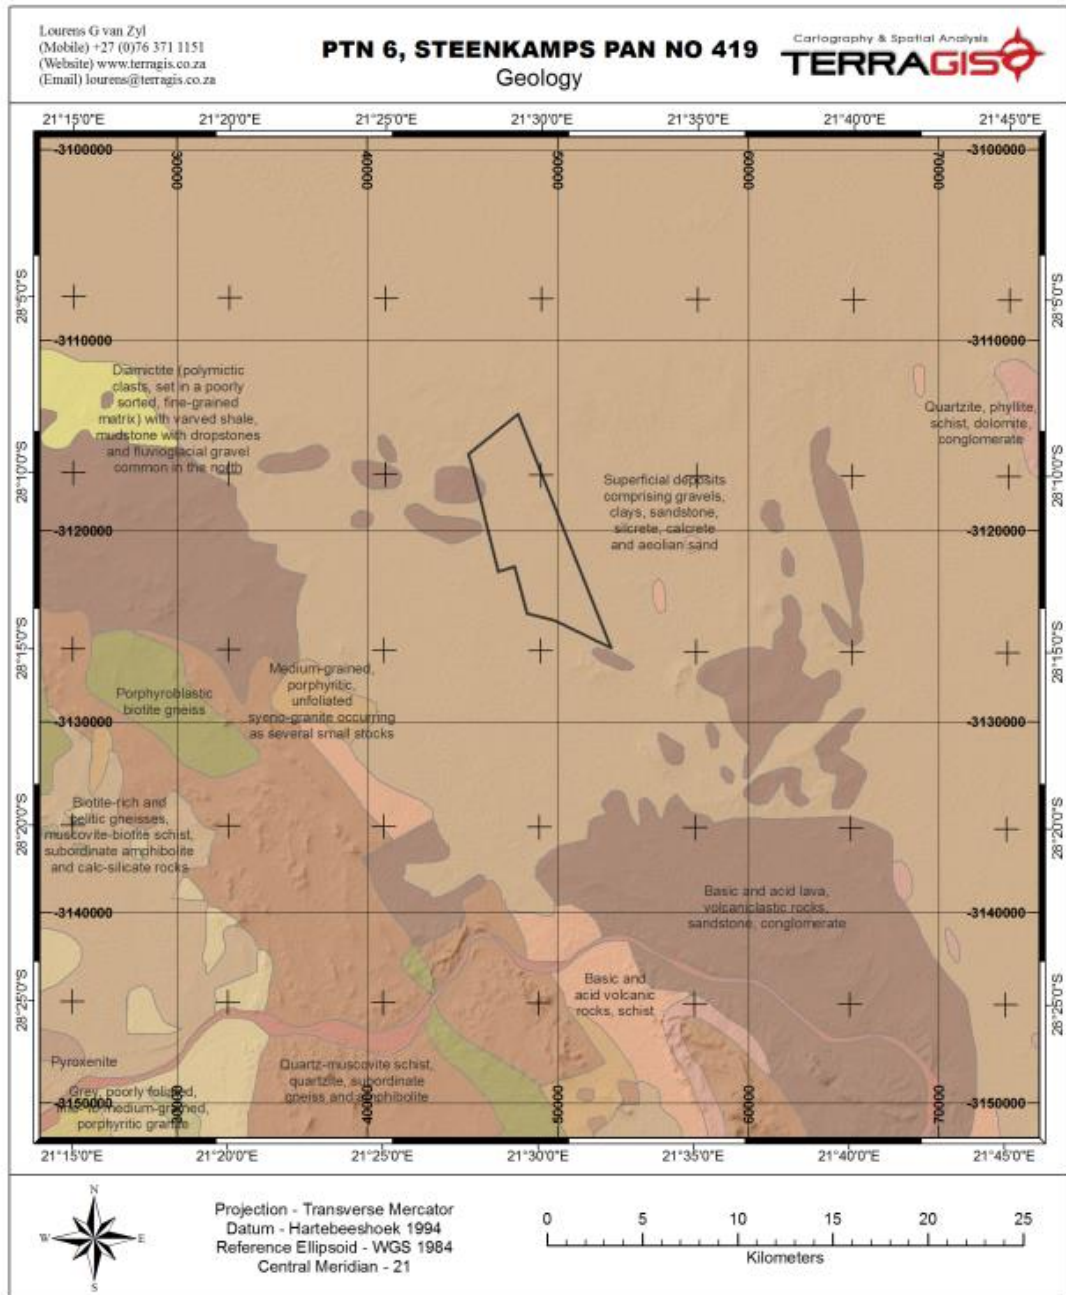 Lourens G van Zyl
(Mobile) +27 (0)76 371 1151
(Website) www.terragis.co.za
(Email) lourens@terragis.co.za
PTN 6, STEENKAMPS PAN NO 419
Geology
Cartography & Spatial Analysis
TERRAGIS
21°15'0"E 21°20'0"E 21°25'0"E 21°30'0"E 21°35'0"E 21°40'0"E 21°45'0"E
-3100000 30000 40000 50000 60000 70000 -3100000
28°5'0"S 28°5'0"S
-3110000 -3110000
Diamictite (polymictic
clasts, set in a poorly
sorted, fine-grained
matrix) with varved shale,
mudstone with dropstones
and fluvioglacial gravel
common in the north
Quartzite, phyllite,
schist, dolomite,
conglomerate
28°10'0"S 28°10'0"S
Superficial deposits
comprising gravels,
clays, sandstone,
silcrete, calcrete
and aeolian sand
-3120000 -3120000
28°15'0"S 28°15'0"S
Medium-grained,
porphyritic,
unfoliated
syeno-granite occurring
as several small stocks
Porphyroblastic
biotite gneiss
-3130000 -3130000
Biotite-rich and
pelitic gneisses,
muscovite-biotite schist,
subordinate amphibolite
and calc-silicate rocks
28°20'0"S 28°20'0"S
Basic and acid lava,
volcaniclastic rocks,
sandstone, conglomerate
-3140000 -3140000
Basic and
acid volcanic
rocks, schist
28°25'0"S 28°25'0"S
Pyroxenite
Quartz-muscovite schist,
quartzite, subordinate
gneiss and amphibolite
Grey, poorly foliated,
fine- to medium-grained,
porphyritic granite
-3150000 30000 40000 50000 60000 70000 -3150000
21°15'0"E 21°20'0"E 21°25'0"E 21°30'0"E 21°35'0"E 21°40'0"E 21°45'0"E
N
W E
S
Projection - Transverse Mercator
Datum - Hartebeeshoek 1994
Reference Ellipsoid - WGS 1984
Central Meridian - 21
0 5 10 15 20 25
Kilometers